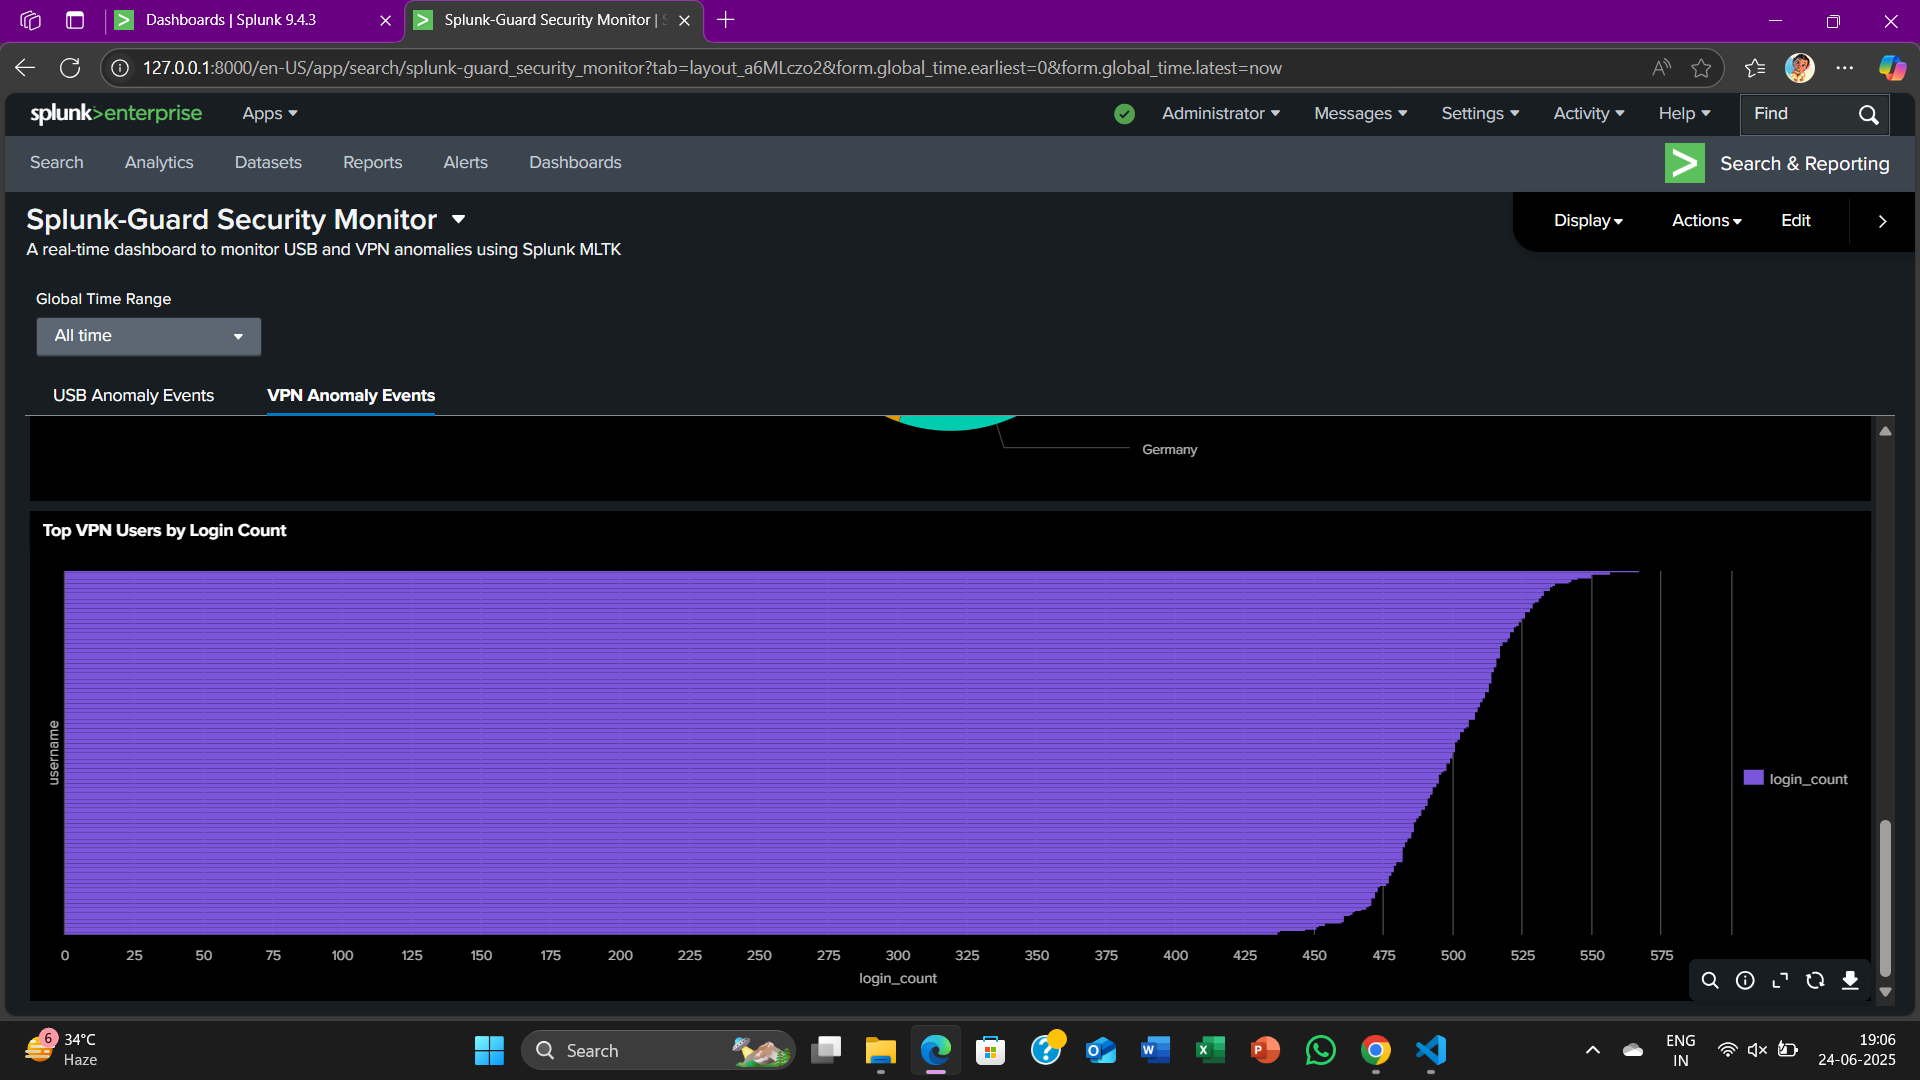 Dashboards | Splunk 9.4.3
Splunk-Guard Security Monitor |
127.0.0.1:8000/en-US/app/search/splunk-guard_security_monitor?tab=layout_a6MLczo2&form.global_time.earliest=0&form.global_time.latest=now
splunk>enterprise
Apps
Administrator
Messages
Settings
Activity
Help
Find
Search
Analytics
Datasets
Reports
Alerts
Dashboards
Search & Reporting
Splunk-Guard Security Monitor
A real-time dashboard to monitor USB and VPN anomalies using Splunk MLTK
Display
Actions
Edit
Global Time Range
All time
USB Anomaly Events
VPN Anomaly Events
Germany
Top VPN Users by Login Count
username
login_count
0 25 50 75 100 125 150 175 200 225 250 275 300 325 350 375 400 425 450 475 500 525 550 575
login_count
6
34°C
Haze
Search
ENG
IN
19:06
24-06-2025